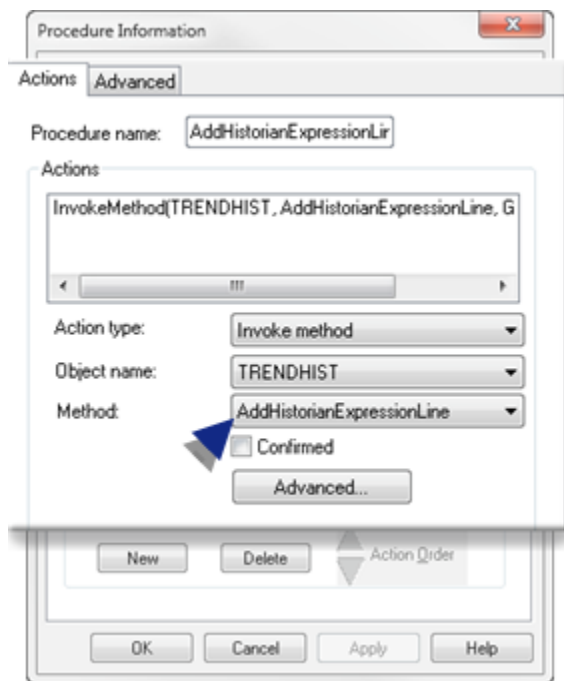 Procedure Information
Actions Advanced
Procedure name: AddHistorianExpressionLir
Actions
InvokeMethod(TRENDHIST, AddHistorianExpressionLine, G
Action type: Invoke method
Object name: TRENDHIST
Method: AddHistorianExpressionLine
Confirmed
Advanced...
New Delete Action Order
OK Cancel Apply Help